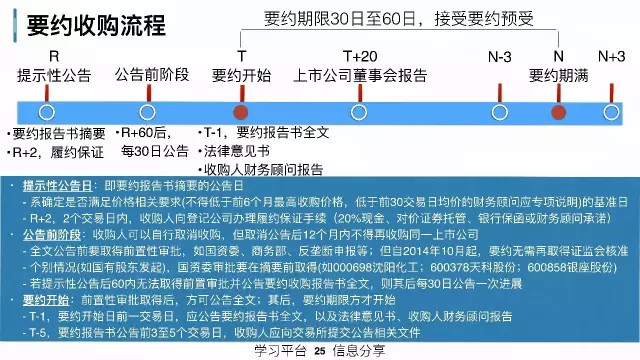 要约收购流程
要约期限30日至60日，接受要约预受
R
T
T+20
N-3
N
N+3
提示性公告
公告前阶段
要约开始
上市公司董事会报告
要约期满
•要约报告书摘要
•R+2，履约保证
•R+60后，
每30日公告
•T-1，要约报告书全文
•法律意见书
•收购人财务顾问报告
• 提示性公告日：即要约报告书摘要的公告日
- 系确定是否满足价格相关要求(不得低于前6个月最高收购价格，低于前30交易日均价的财务顾问应专项说明)的基准日
- R+2，2个交易日内，收购人向登记公司办理履约保证手续（20%现金、对价证券托管、银行保函或财务顾问承诺）
• 公告前阶段：收购人可以自行取消收购，但取消公告后12个月内不得再收购同一上市公司
- 全文公告前要取得前置性审批，如国资委、商务部、反垄断申报等；但自2014年10月起，要约无需再取得证监会核准
- 个别情况(如国有股东发起)，国资委审批要在摘要前取得(如000698沈阳化工；600378天科股份；600858银座股份)
- 若提示性公告后60内无法取得前置审批并公告要约收购报告书全文，则其后每30日公告一次进展
• 要约开始：前置性审批取得后，方可公告全文；其后，要约期限方才开始
- T-1，要约开始日前一交易日，应公告要约报告书全文，以及法律意见书、收购人财务顾问报告
- T-5，要约报告书公告前3至5个交易日，收购人应向交易所提交公告相关文件
学习平台 25 信息分享